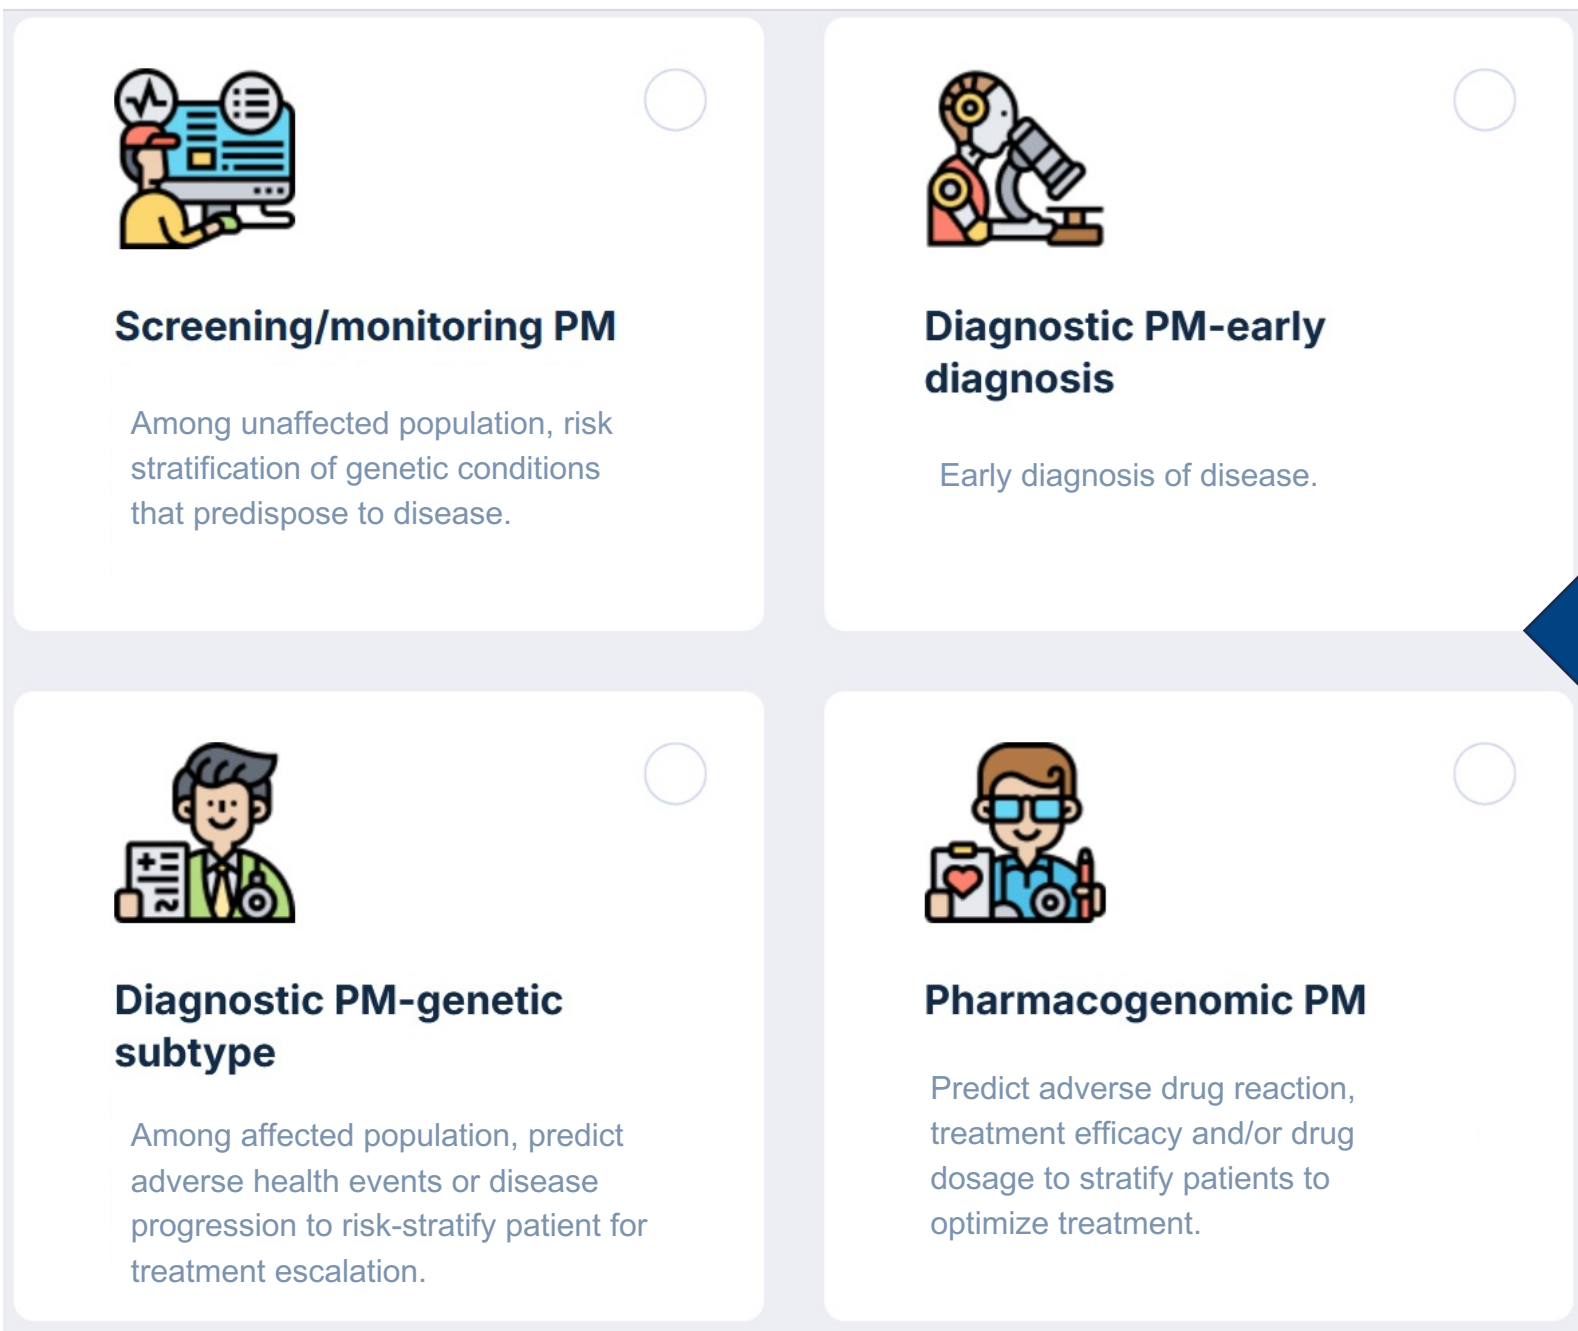 Screening/monitoring PM
Among unaffected population, risk
stratification of genetic conditions
that predispose to disease.
Diagnostic PM-early
diagnosis
Early diagnosis of disease.
Diagnostic PM-genetic
subtype
Among affected population, predict
adverse health events or disease
progression to risk-stratify patient for
treatment escalation.
Pharmacogenomic PM
Predict adverse drug reaction,
treatment efficacy and/or drug
dosage to stratify patients to
optimize treatment.